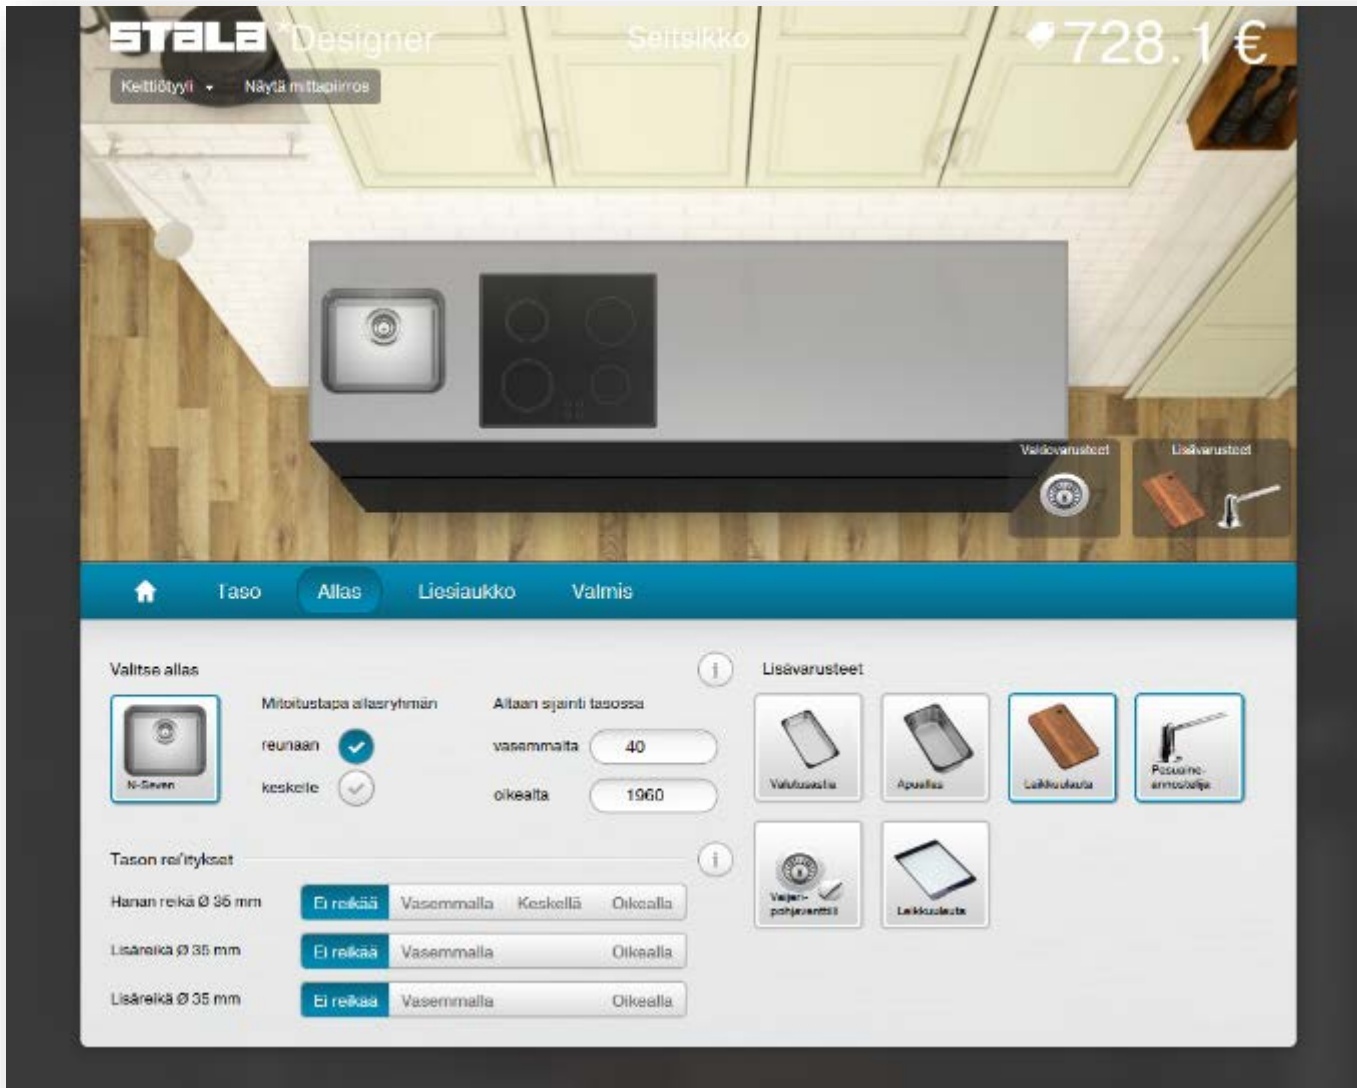 STALA *Designer
Seitsikko
728.1 €
Keittiötyyli
Näytä mittapiirros
Vakiovarusteet
Lisävarusteet
Taso
Allas
Liesiaukko
Valmis
Valitse allas
N-Seven
Mitoitustapa allasryhmän
reunaan
keskelle
Altaan sijainti tasossa
vasemmalta 40
oikealta 1960
Tason rei'itykset
Hanan reikä Ø 35 mm
Ei reikää
Vasemmalla
Keskellä
Oikealla
Lisäreikä Ø 35 mm
Ei reikää
Vasemmalla
Oikealla
Lisäreikä Ø 35 mm
Ei reikää
Vasemmalla
Oikealla
Lisävarusteet
Valutusastia
Apuallas
Leikkuulauta
Pesuaine-
annostelija
Vaijeri-
pohjaventtiili
Leikkuulauta